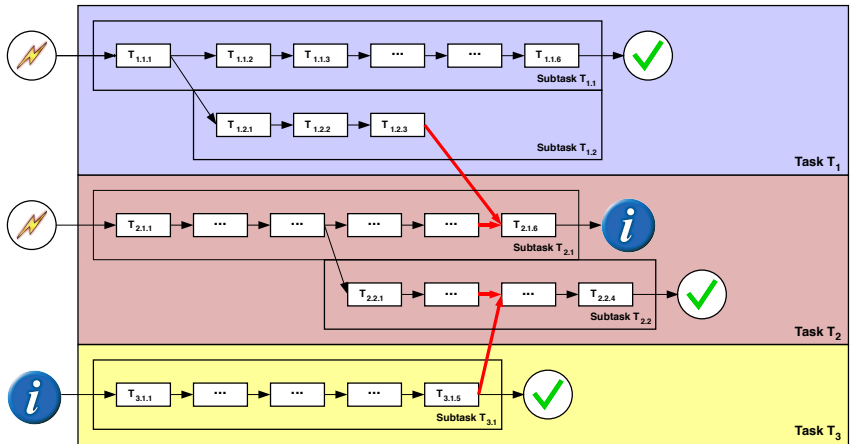 T1.1.1 T1.1.2 T1.1.3 ... ... T1.1.6
Subtask T1.1
T1.2.1 T1.2.2 T1.2.3
Subtask T1.2
Task T1
T2.1.1 ... ... ... ... T2.1.6
i
Subtask T2.1
T2.2.1 ... ... T2.2.4
Subtask T2.2
Task T2
i
T3.1.1 ... ... ... T3.1.5
Subtask T3.1
Task T3